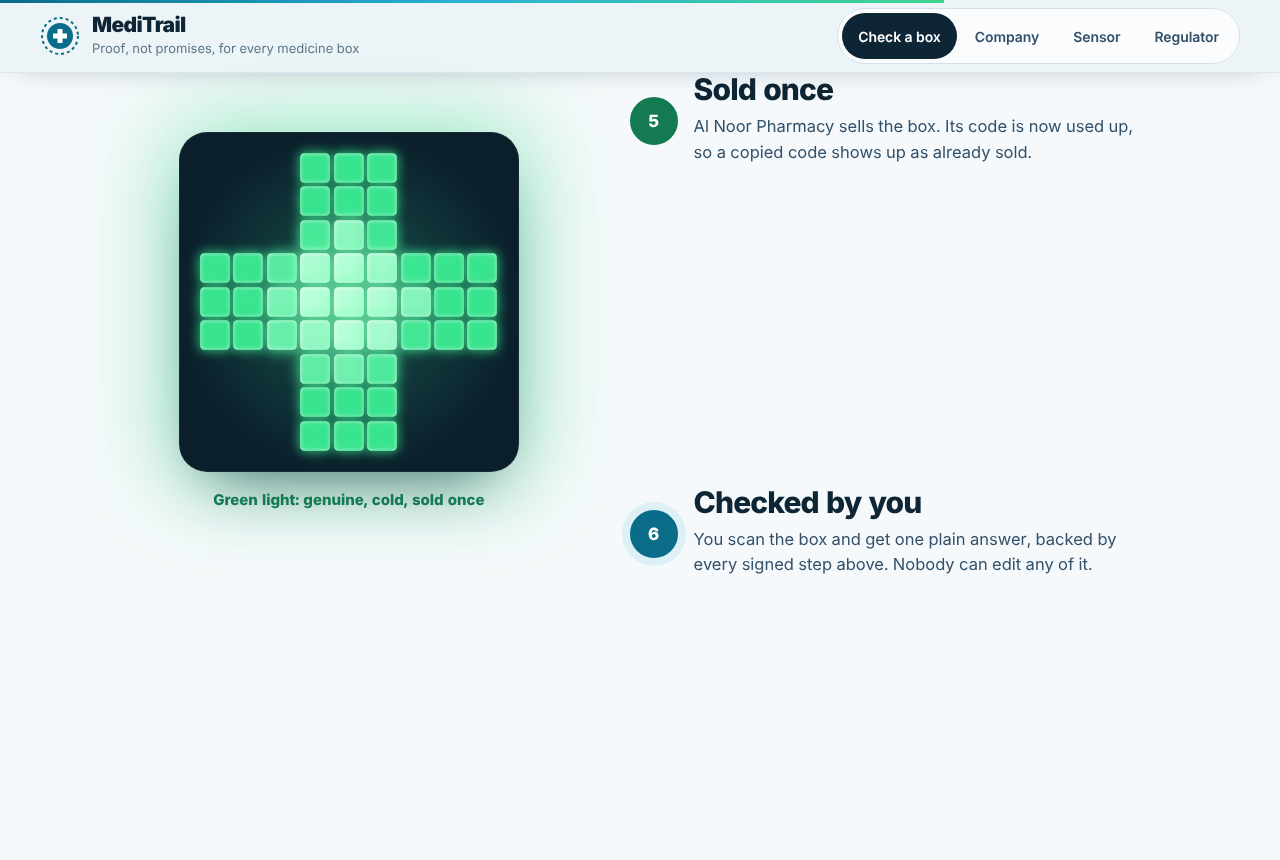 MediTrail
Proof, not promises, for every medicine box
Check a box
Company
Sensor
Regulator
Sold once
5
Al Noor Pharmacy sells the box. Its code is now used up,
so a copied code shows up as already sold.
Green light: genuine, cold, sold once
Checked by you
6
You scan the box and get one plain answer, backed by
every signed step above. Nobody can edit any of it.